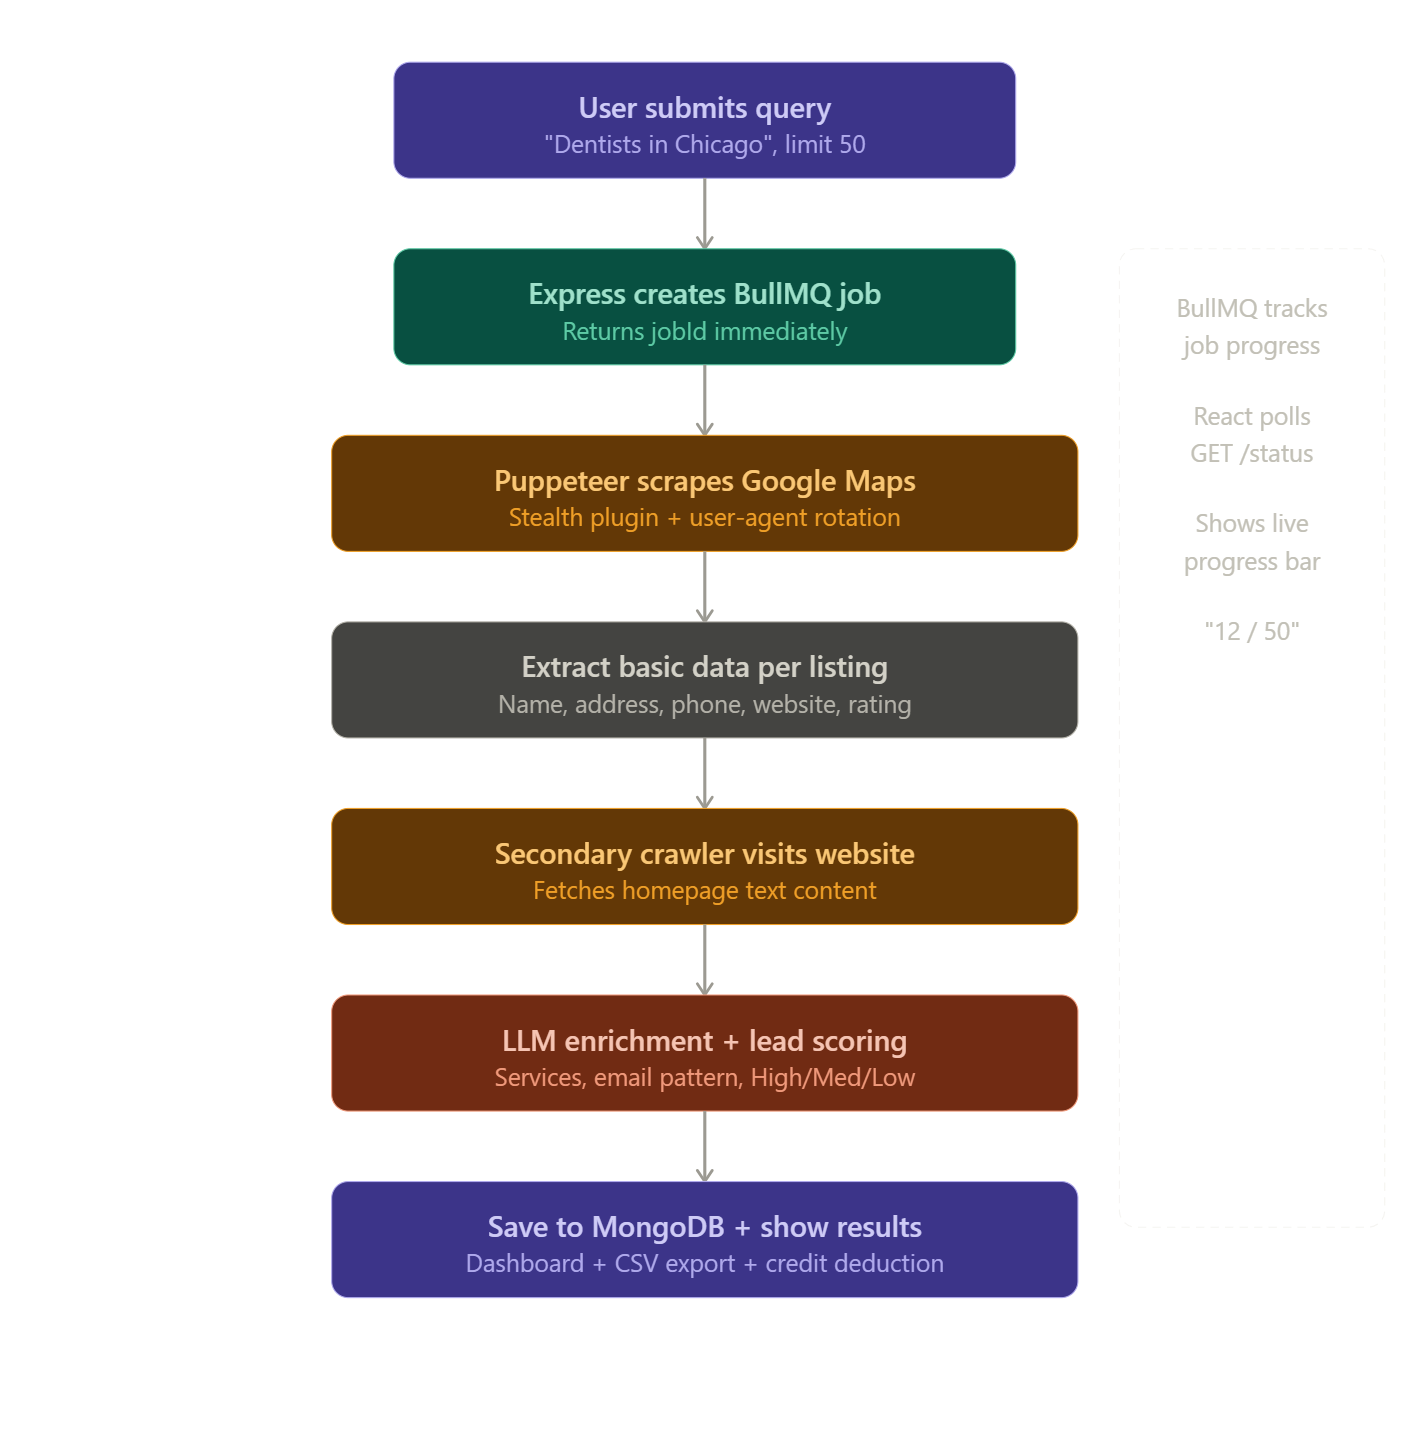 User submits query
"Dentists in Chicago", limit 50
Express creates BullMQ job
Returns jobId immediately
Puppeteer scrapes Google Maps
Stealth plugin + user-agent rotation
Extract basic data per listing
Name, address, phone, website, rating
Secondary crawler visits website
Fetches homepage text content
LLM enrichment + lead scoring
Services, email pattern, High/Med/Low
Save to MongoDB + show results
Dashboard + CSV export + credit deduction
BullMQ tracks
job progress
React polls
GET /status
Shows live
progress bar
"12 / 50"